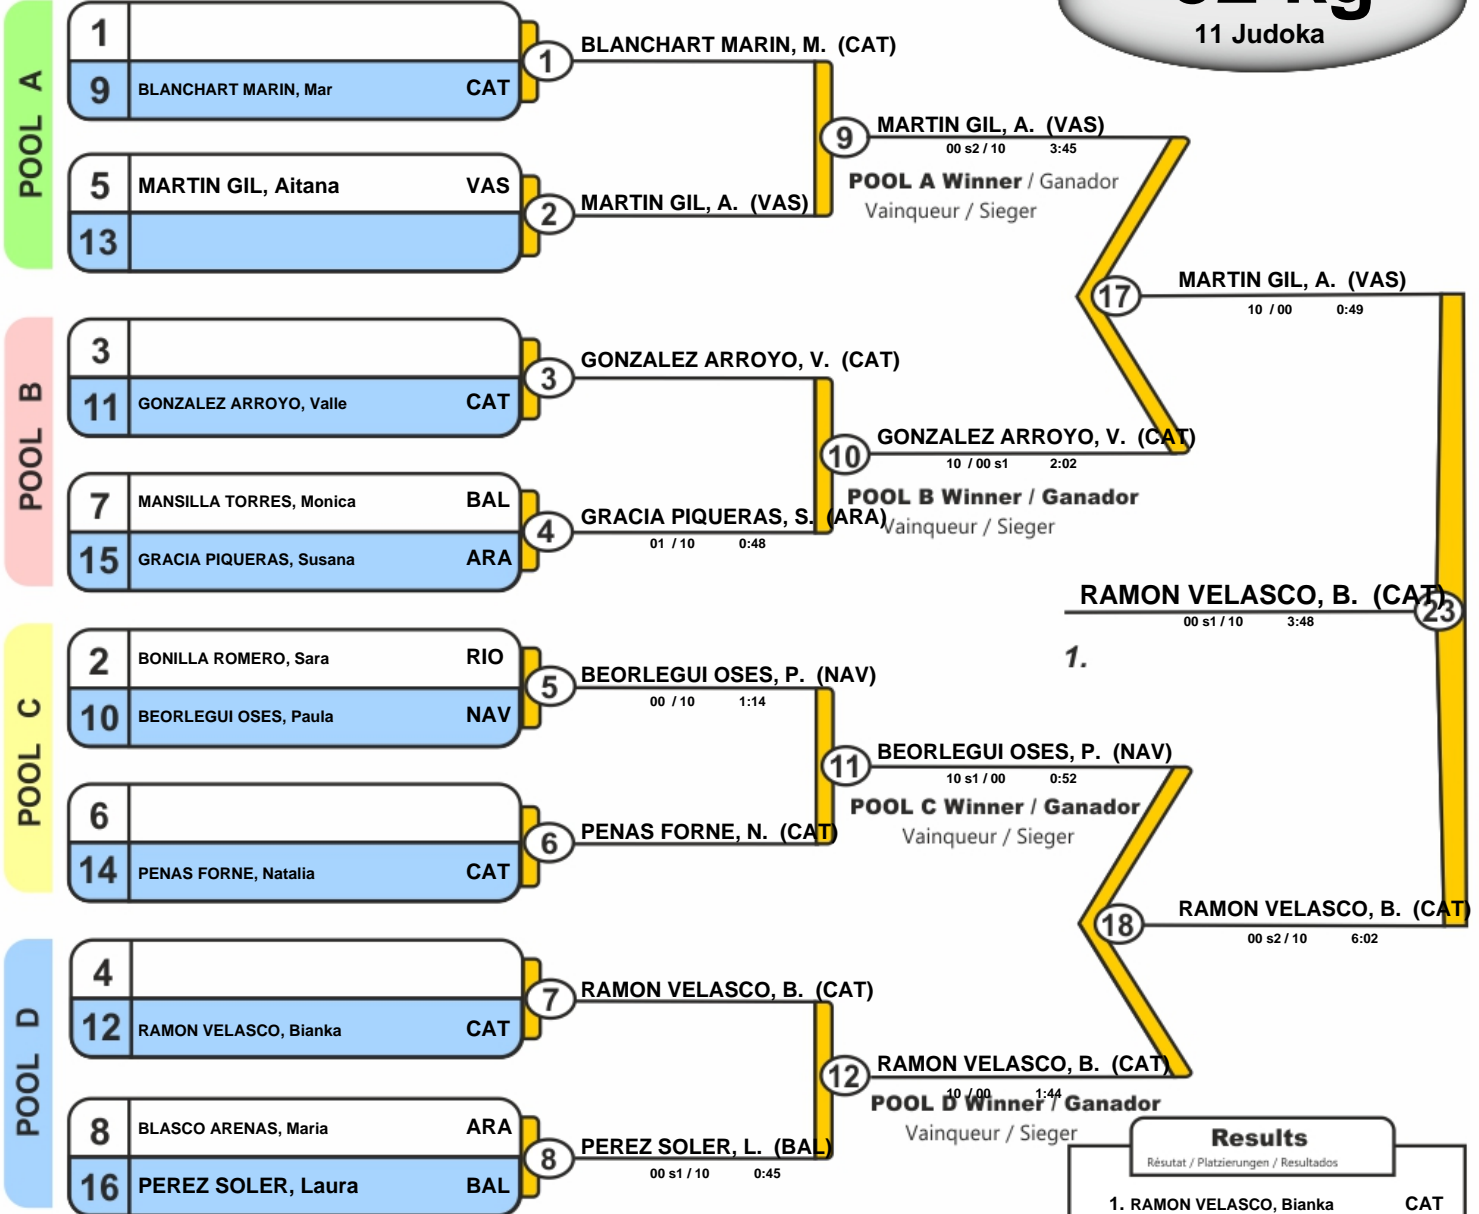 11 Judoka
POOL A
1
9 BLANCHART MARIN, Mar CAT
5 MARTIN GIL, Aitana VAS
13
1 BLANCHART MARIN, M. (CAT)
2 MARTIN GIL, A. (VAS)
9 MARTIN GIL, A. (VAS)
00 s2 / 10 3:45
POOL A Winner / Ganador
Vainqueur / Sieger
POOL B
3
11 GONZALEZ ARROYO, Valle CAT
7 MANSILLA TORRES, Monica BAL
15 GRACIA PIQUERAS, Susana ARA
3 GONZALEZ ARROYO, V. (CAT)
4 GRACIA PIQUERAS, S. (ARA)
01 / 10 0:48
10 GONZALEZ ARROYO, V. (CAT)
10 / 00 s1 2:02
POOL B Winner / Ganador
Vainqueur / Sieger
17 MARTIN GIL, A. (VAS)
10 / 00 0:49
RAMON VELASCO, B. (CAT) 23
00 s1 / 10 3:48
1.
POOL C
2 BONILLA ROMERO, Sara RIO
10 BEORLEGUI OSES, Paula NAV
6
14 PENAS FORNE, Natalia CAT
5 BEORLEGUI OSES, P. (NAV)
00 / 10 1:14
6 PENAS FORNE, N. (CAT)
11 BEORLEGUI OSES, P. (NAV)
10 s1 / 00 0:52
POOL C Winner / Ganador
Vainqueur / Sieger
POOL D
4
12 RAMON VELASCO, Bianka CAT
8 BLASCO ARENAS, Maria ARA
16 PEREZ SOLER, Laura BAL
7 RAMON VELASCO, B. (CAT)
8 PEREZ SOLER, L. (BAL)
00 s1 / 10 0:45
12 RAMON VELASCO, B. (CAT)
10 / 00 1:44
POOL D Winner / Ganador
Vainqueur / Sieger
18 RAMON VELASCO, B. (CAT)
00 s2 / 10 6:02
Results
Résutat / Platzierungen / Resultados
1. RAMON VELASCO, Bianka CAT